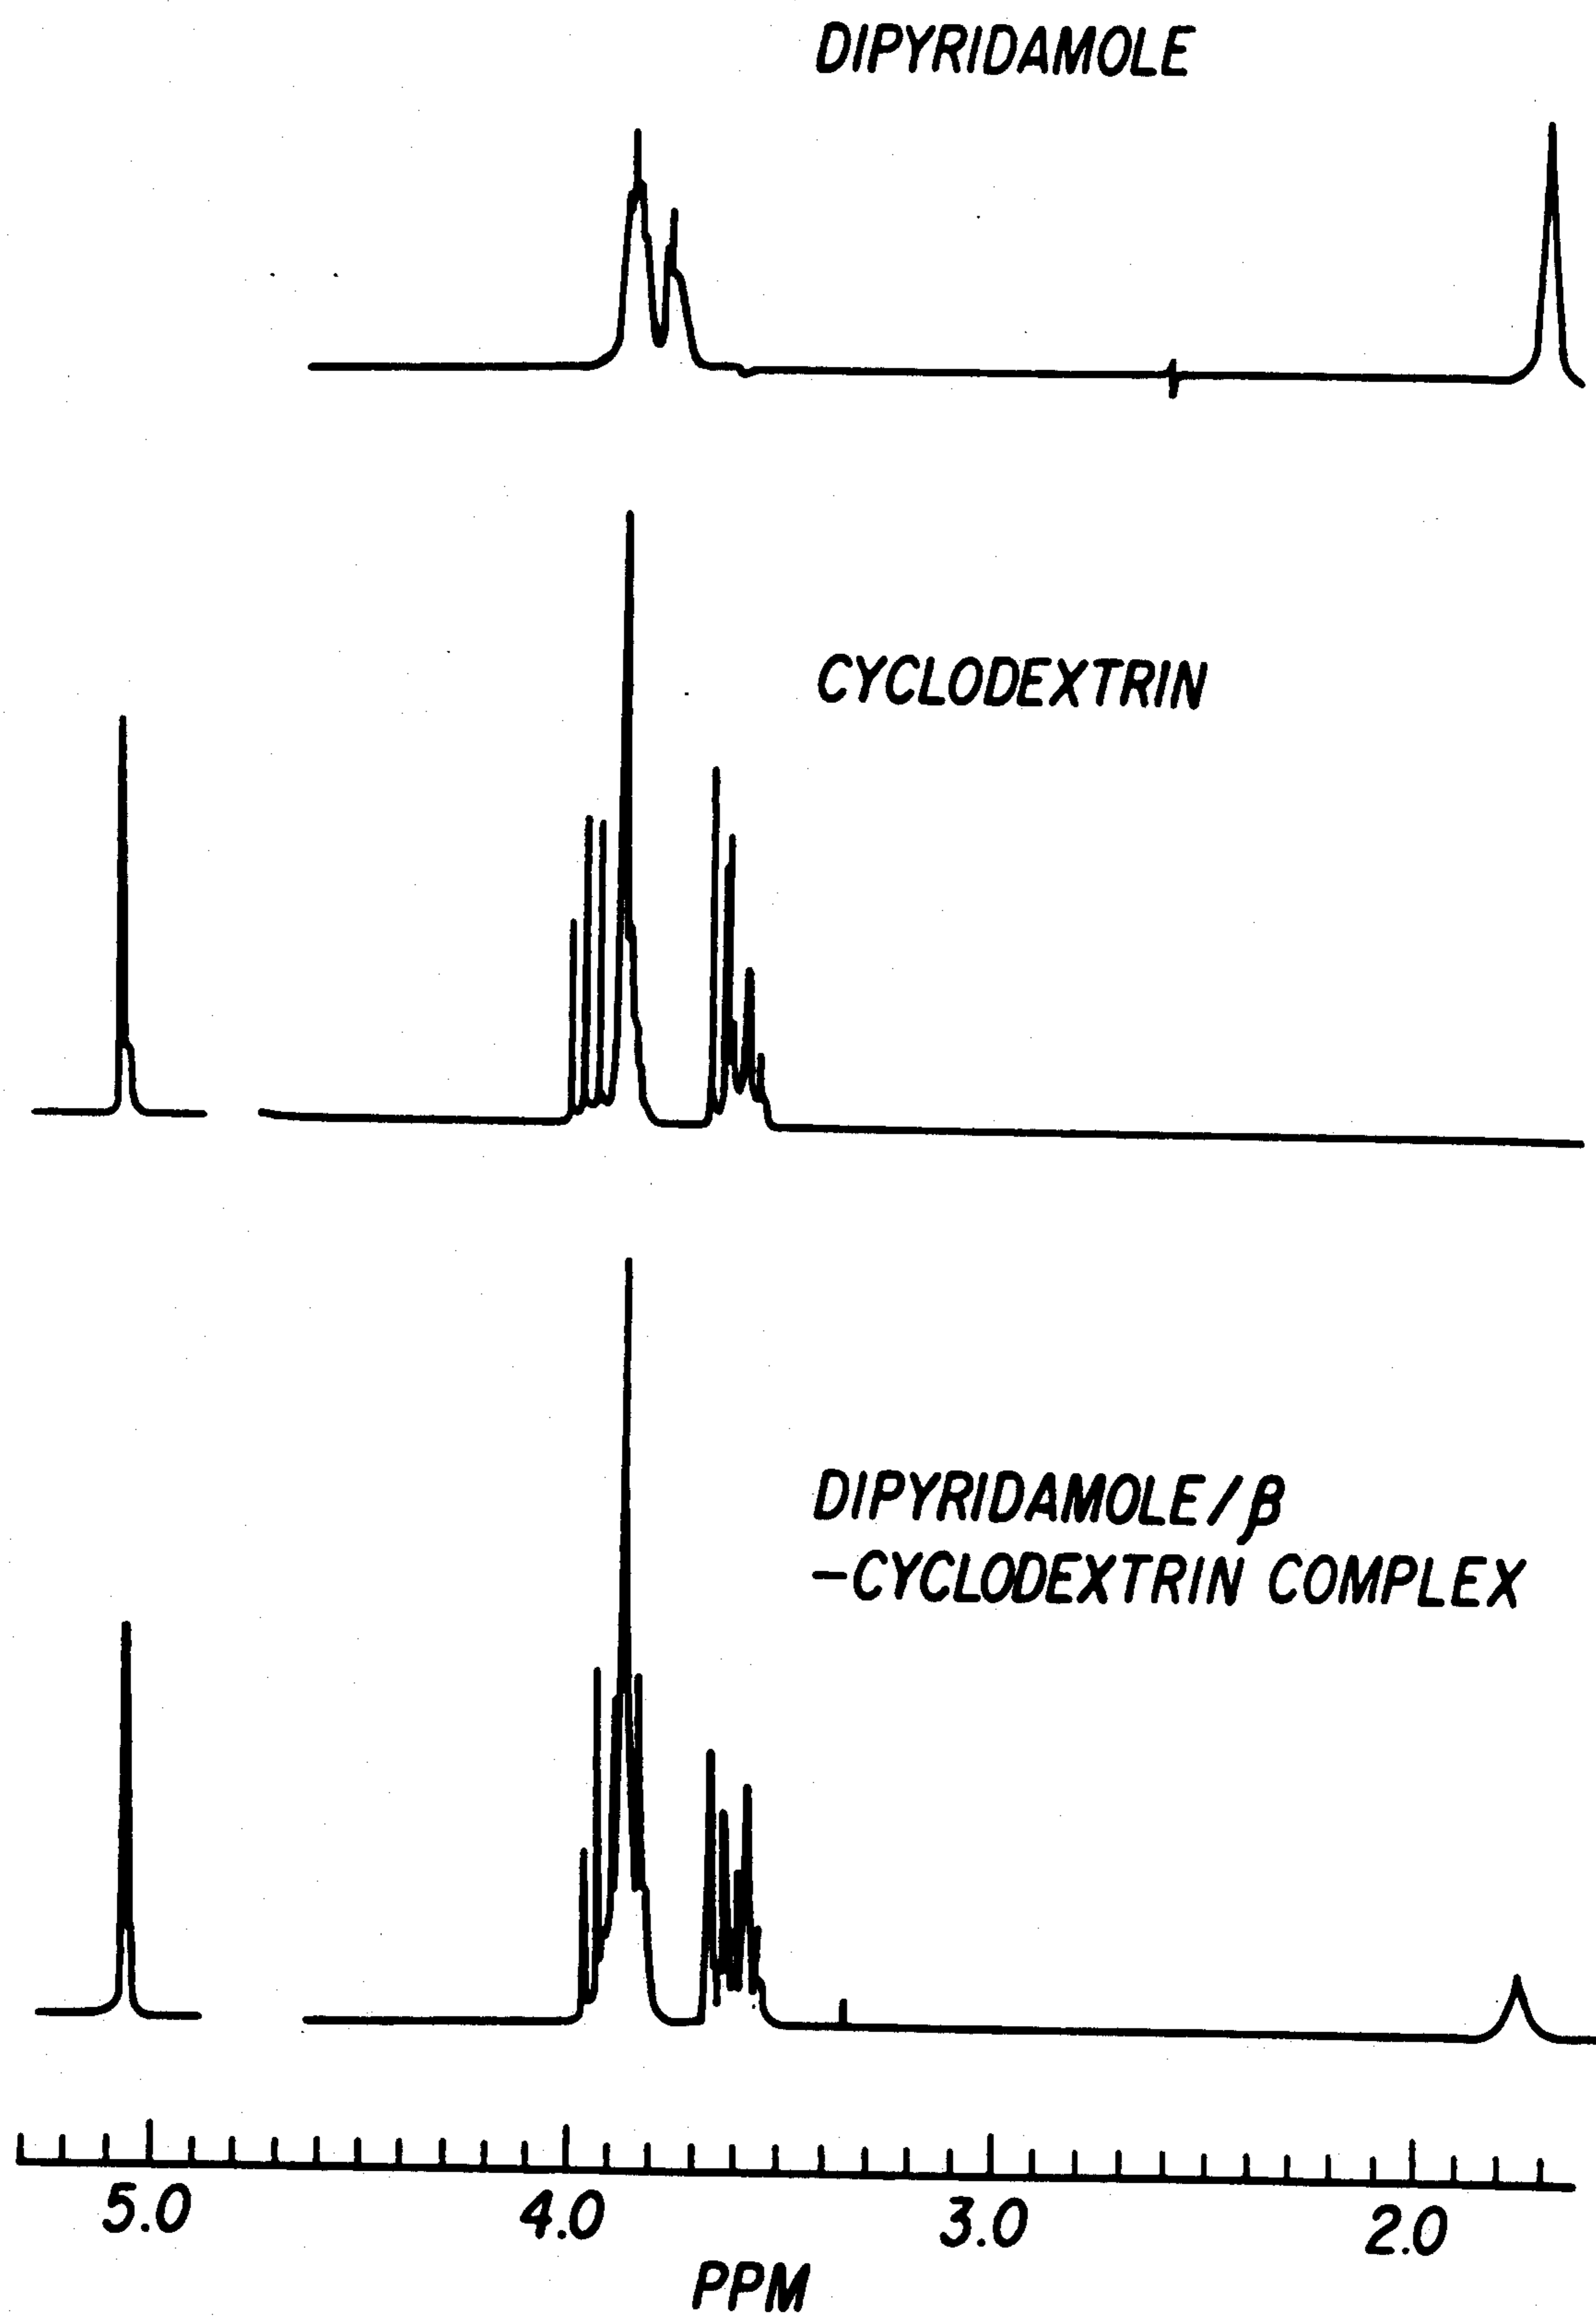 DIPYRIDAMOLE
CYCLODEXTRIN
DIPYRIDAMOLE/β
-CYCLODEXTRIN COMPLEX
5.0 4.0 3.0 2.0
PPM